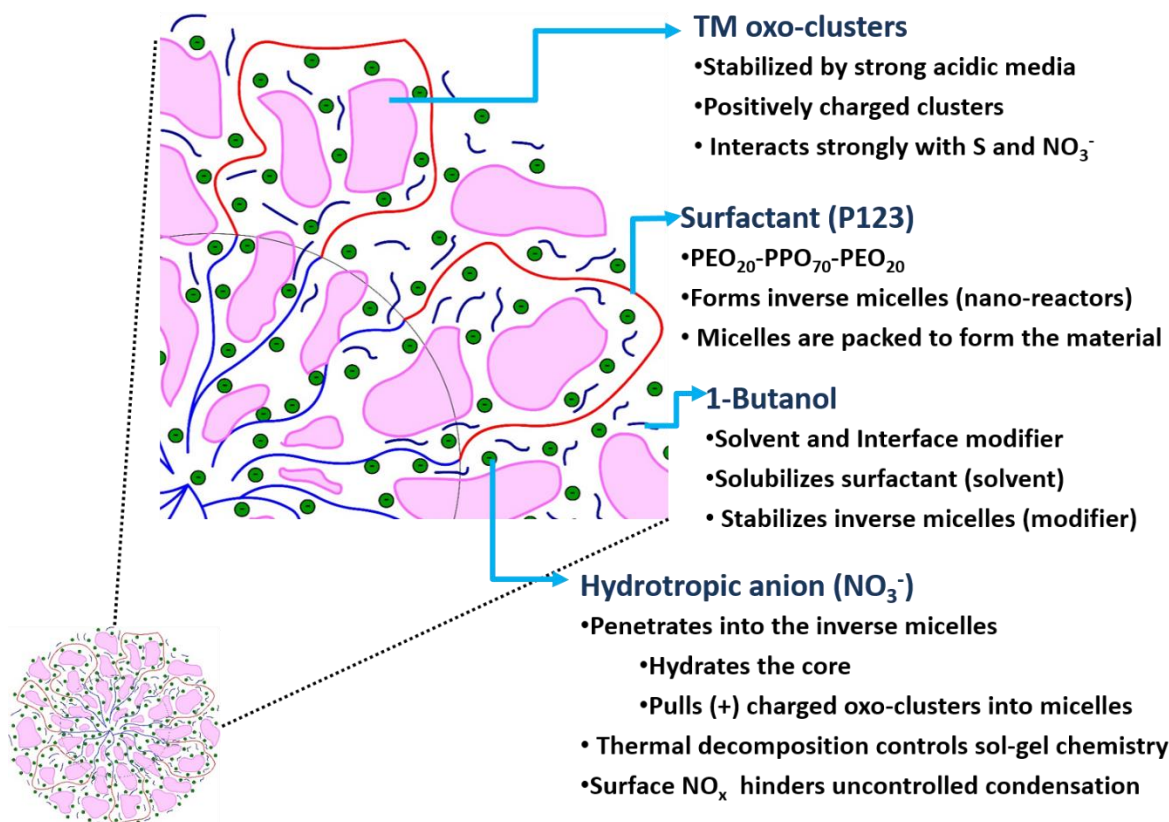 TM oxo-clusters
•Stabilized by strong acidic media
•Positively charged clusters
• Interacts strongly with S and NO₃⁻
Surfactant (P123)
•PEO₂₀-PPO₇₀-PEO₂₀
•Forms inverse micelles (nano-reactors)
• Micelles are packed to form the material
1-Butanol
•Solvent and Interface modifier
•Solubilizes surfactant (solvent)
• Stabilizes inverse micelles (modifier)
Hydrotropic anion (NO₃⁻)
•Penetrates into the inverse micelles
•Hydrates the core
•Pulls (+) charged oxo-clusters into micelles
• Thermal decomposition controls sol-gel chemistry
•Surface NOₓ hinders uncontrolled condensation